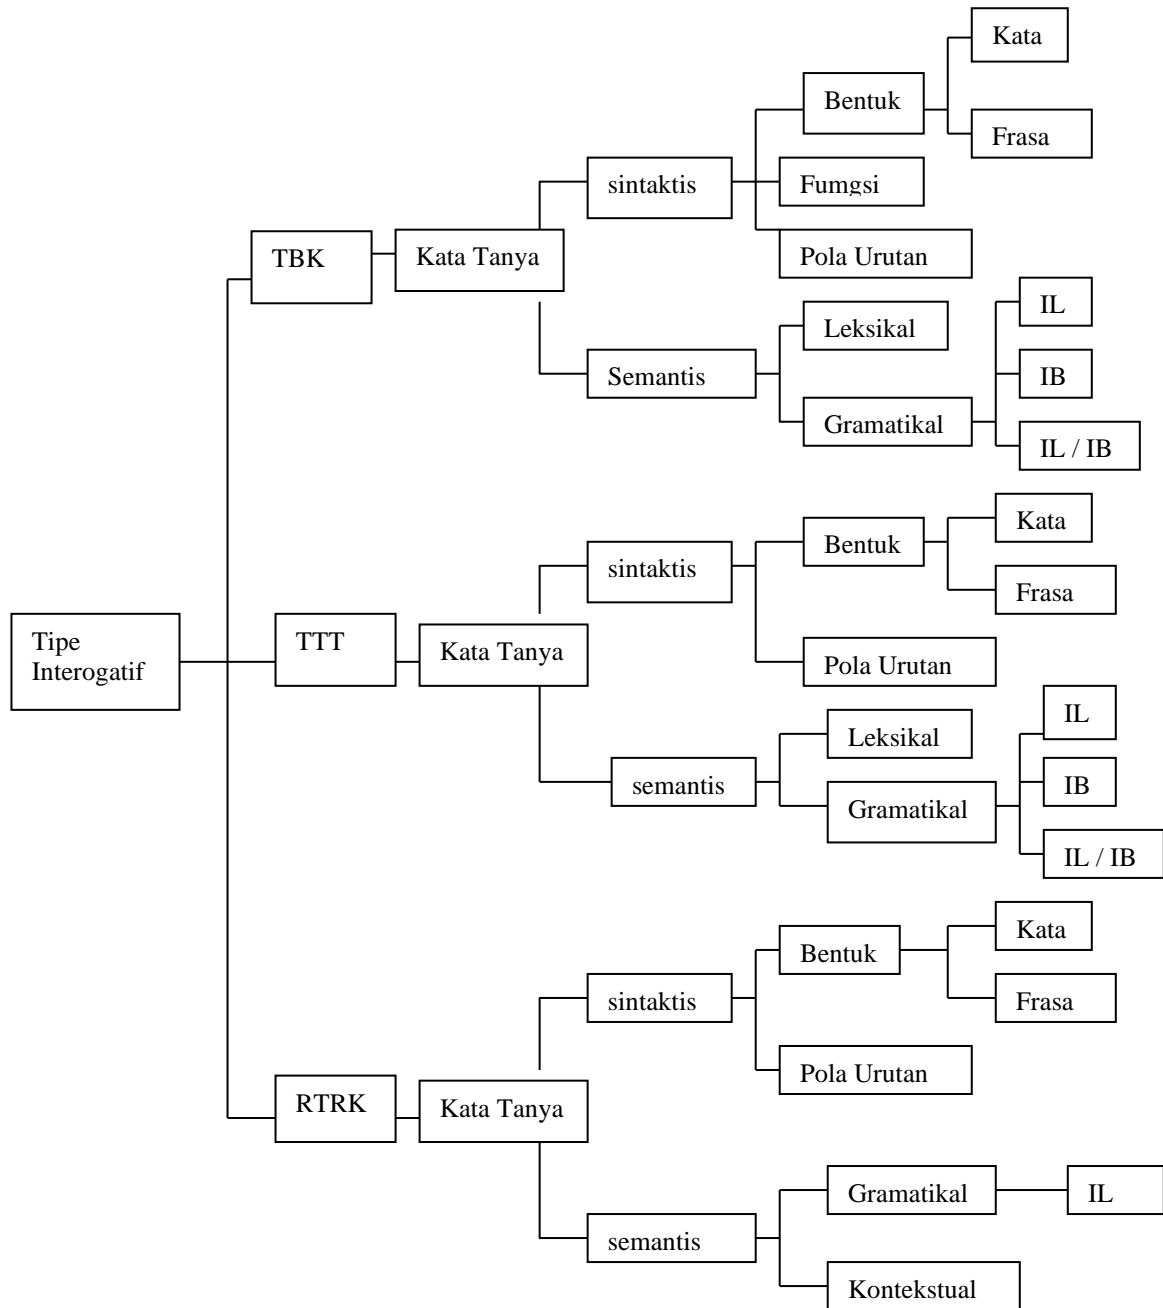 Kata
Bentuk
Frasa
sintaktis
Fumgsi
TBK
Kata Tanya
Pola Urutan
IL
Leksikal
Semantis
IB
Gramatikal
IL / IB
Kata
Bentuk
sintaktis
Frasa
Tipe
Interogatif
TTT
Kata Tanya
Pola Urutan
IL
Leksikal
semantis
IB
Gramatikal
IL / IB
Kata
Bentuk
sintaktis
Frasa
Pola Urutan
RTRK
Kata Tanya
Gramatikal
IL
semantis
Kontekstual